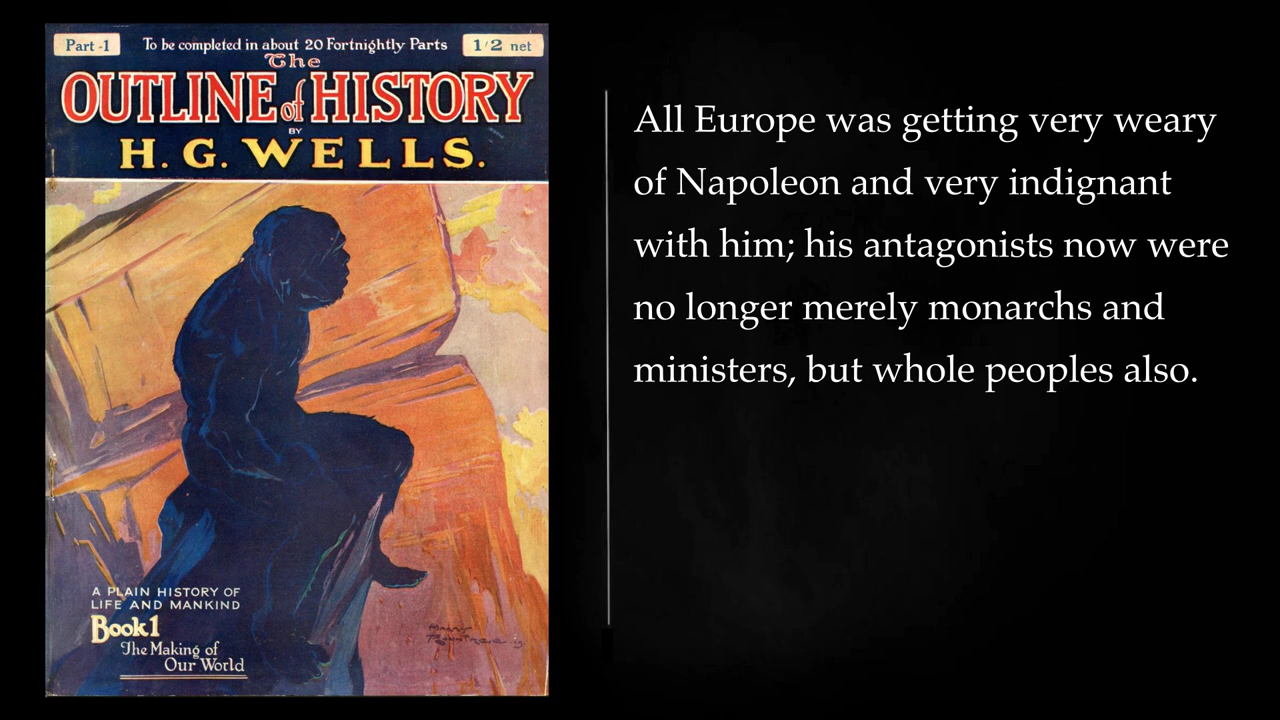 Part -1
To be completed in about 20 Fortnightly Parts
1/2 net
The
OUTLINE of HISTORY
BY
H. G. WELLS.
A PLAIN HISTORY OF
LIFE AND MANKIND
Book 1
The Making of
Our World
All Europe was getting very weary
of Napoleon and very indignant
with him; his antagonists now were
no longer merely monarchs and
ministers, but whole peoples also.